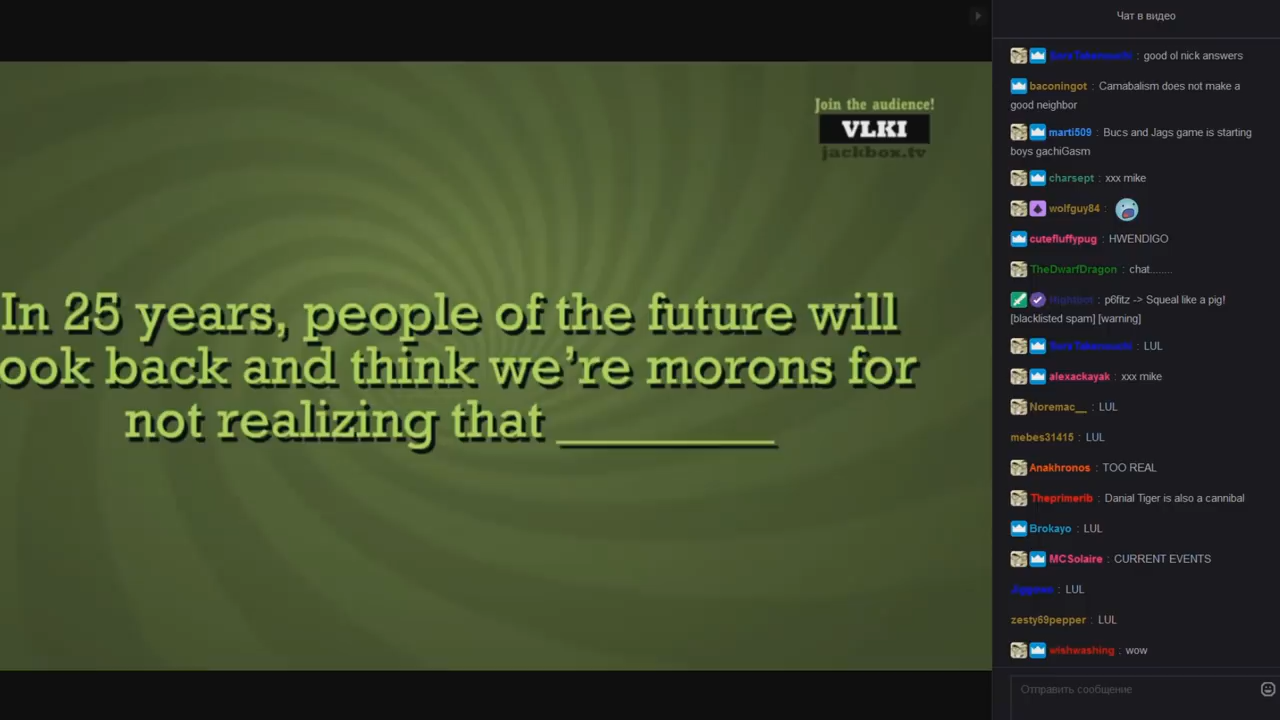 Join the audience!
VLKI
jackbox.tv
In 25 years, people of the future will
ook back and think we're morons for
not realizing that __________
Чат в видео
: good ol nick answers
baconingot : Camabalism does not make a
good neighbor
marti509 : Bucs and Jags game is starting
boys gachiGasm
charsept : xxx mike
wolfguy84 :
cutefluffypug : HWENDIGO
TheDwarfDragon : chat........
: p6fitz -> Squeal like a pig!
[blacklisted spam] [warning]
: LUL
alexackayak : xxx mike
Noremac__ : LUL
mebes31415 : LUL
Anakhronos : TOO REAL
Theprimerib : Danial Tiger is also a cannibal
Brokayo : LUL
MCSolaire : CURRENT EVENTS
: LUL
zesty69pepper : LUL
wishwashing : wow
Отправить сообщение